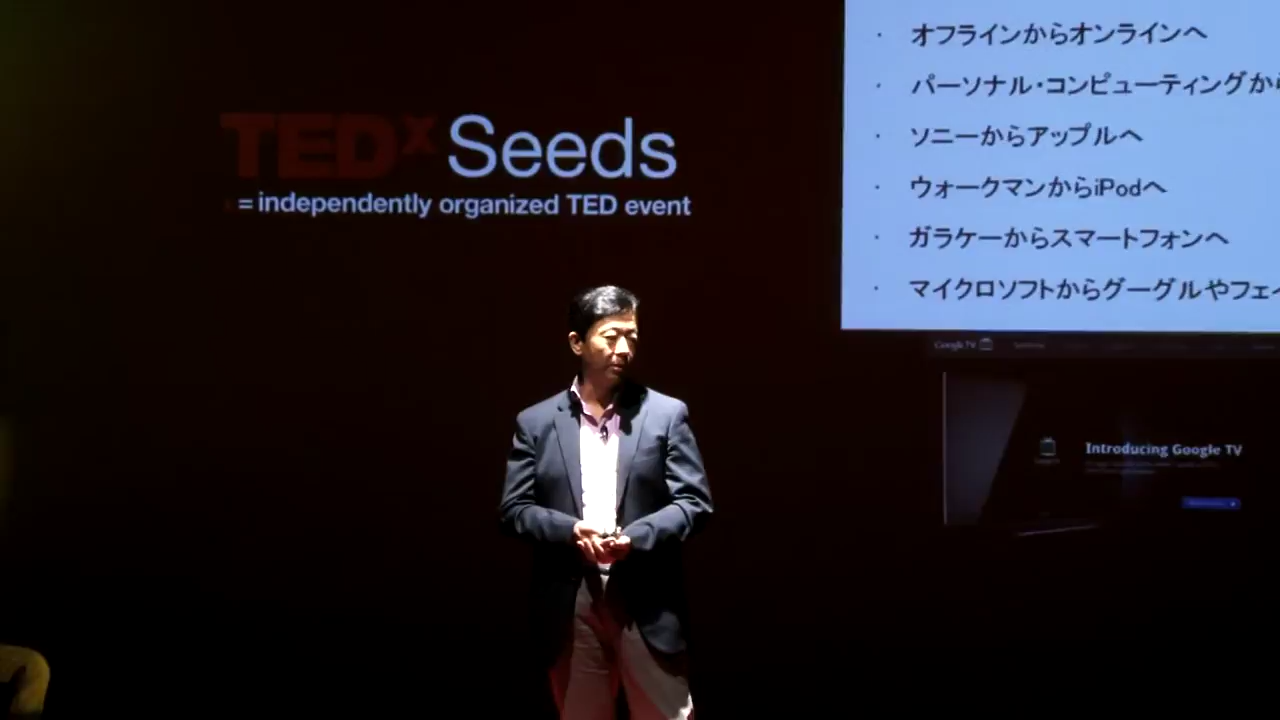 TEDx Seeds
x = independently organized TED event
・ オフラインからオンラインへ
・ パーソナル・コンピューティングから
・ ソニーからアップルへ
・ ウォークマンからiPodへ
・ ガラケーからスマートフォンへ
・ マイクロソフトからグーグルやフェイ
Google TV
Introducing Google TV